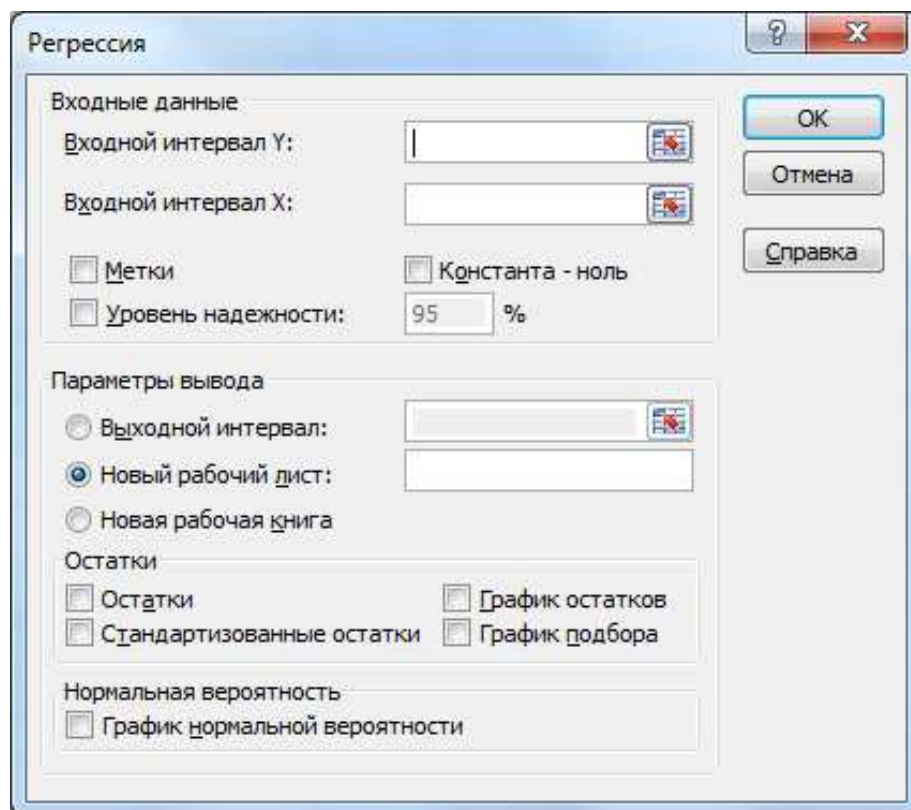 Регрессия
Входные данные
Входной интервал Y:
Входной интервал X:
Метки
Константа - ноль
Уровень надежности:
95 %
OK
Отмена
Справка
Параметры вывода
Выходной интервал:
Новый рабочий лист:
Новая рабочая книга
Остатки
Остатки
График остатков
Стандартизованные остатки
График подбора
Нормальная вероятность
График нормальной вероятности